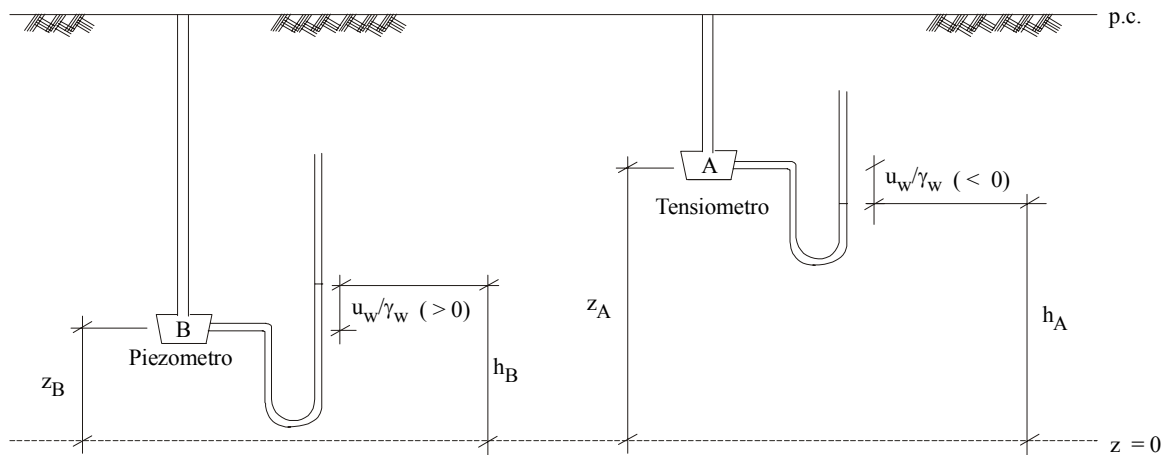 p.c.
A
Tensiometro
u_w/γ_w ( < 0)
z_A
h_A
B
Piezometro
u_w/γ_w ( > 0)
z_B
h_B
z = 0